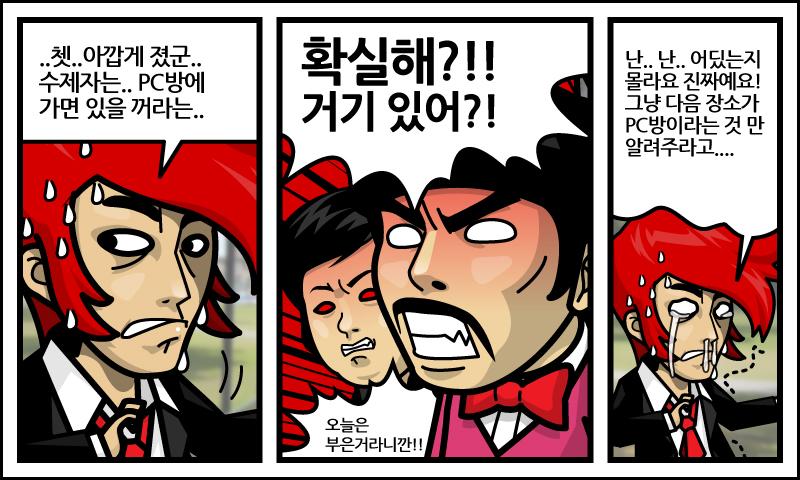 ..쳇..아깝게 졌군..
수제자는.. PC방에
가면 있을 꺼라는..
확실해?!!
거기 있어?!
오늘은
부은거라니깐!!
난.. 난.. 어딨는지
몰라요 진짜예요!
그냥 다음 장소가
PC방이라는 것 만
알려주라고....